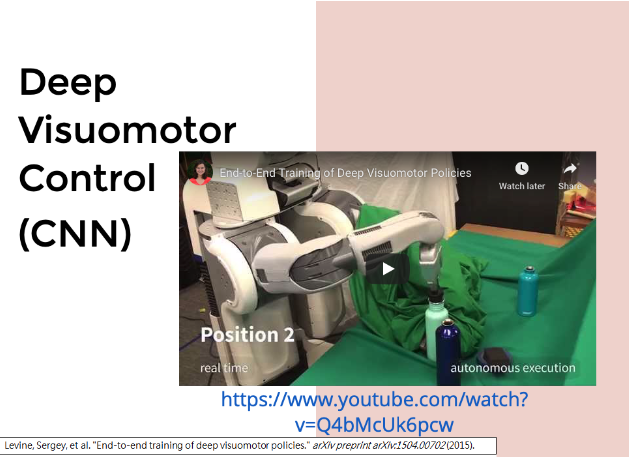 Deep
Visuomotor
Control
(CNN)
End-to-End Training of Deep Visuomotor Policies
Watch later
Share
Position 2
real time
autonomous execution
https://www.youtube.com/watch?
v=Q4bMcUk6pcw
Levine, Sergey, et al. "End-to-end training of deep visuomotor policies." arXiv preprint arXiv:1504.00702 (2015).